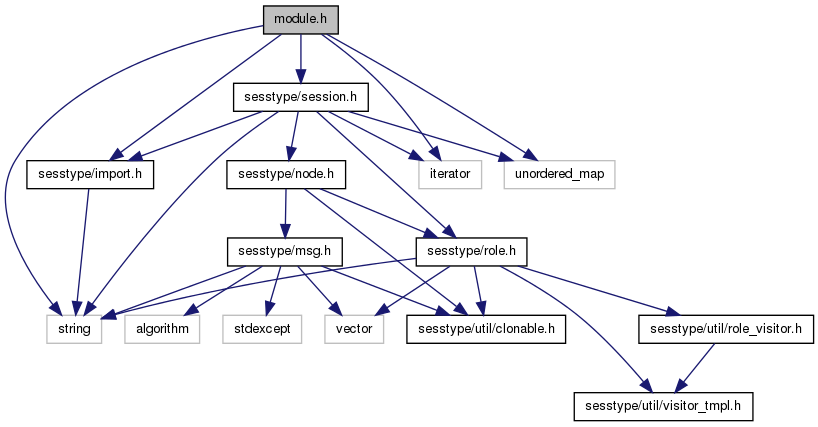 module.h
sesstype/session.h
sesstype/import.h
sesstype/node.h
iterator
unordered_map
sesstype/msg.h
sesstype/role.h
string
algorithm
stdexcept
vector
sesstype/util/clonable.h
sesstype/util/role_visitor.h
sesstype/util/visitor_tmpl.h